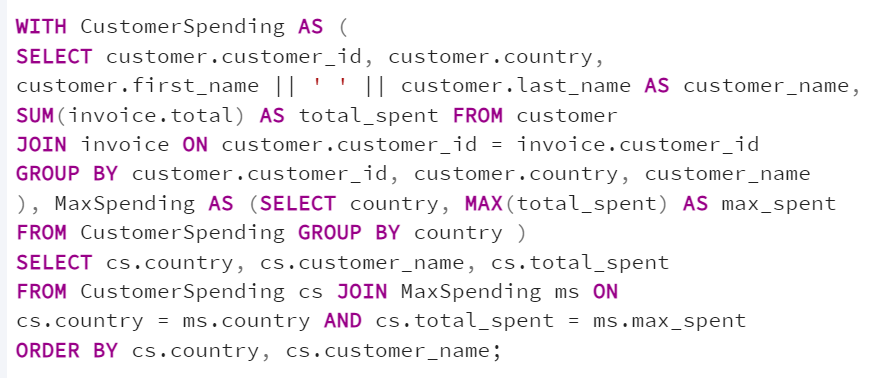 WITH CustomerSpending AS (
SELECT customer.customer_id, customer.country,
customer.first_name || ' ' || customer.last_name AS customer_name,
SUM(invoice.total) AS total_spent FROM customer
JOIN invoice ON customer.customer_id = invoice.customer_id
GROUP BY customer.customer_id, customer.country, customer_name
), MaxSpending AS (SELECT country, MAX(total_spent) AS max_spent
FROM CustomerSpending GROUP BY country )
SELECT cs.country, cs.customer_name, cs.total_spent
FROM CustomerSpending cs JOIN MaxSpending ms ON
cs.country = ms.country AND cs.total_spent = ms.max_spent
ORDER BY cs.country, cs.customer_name;